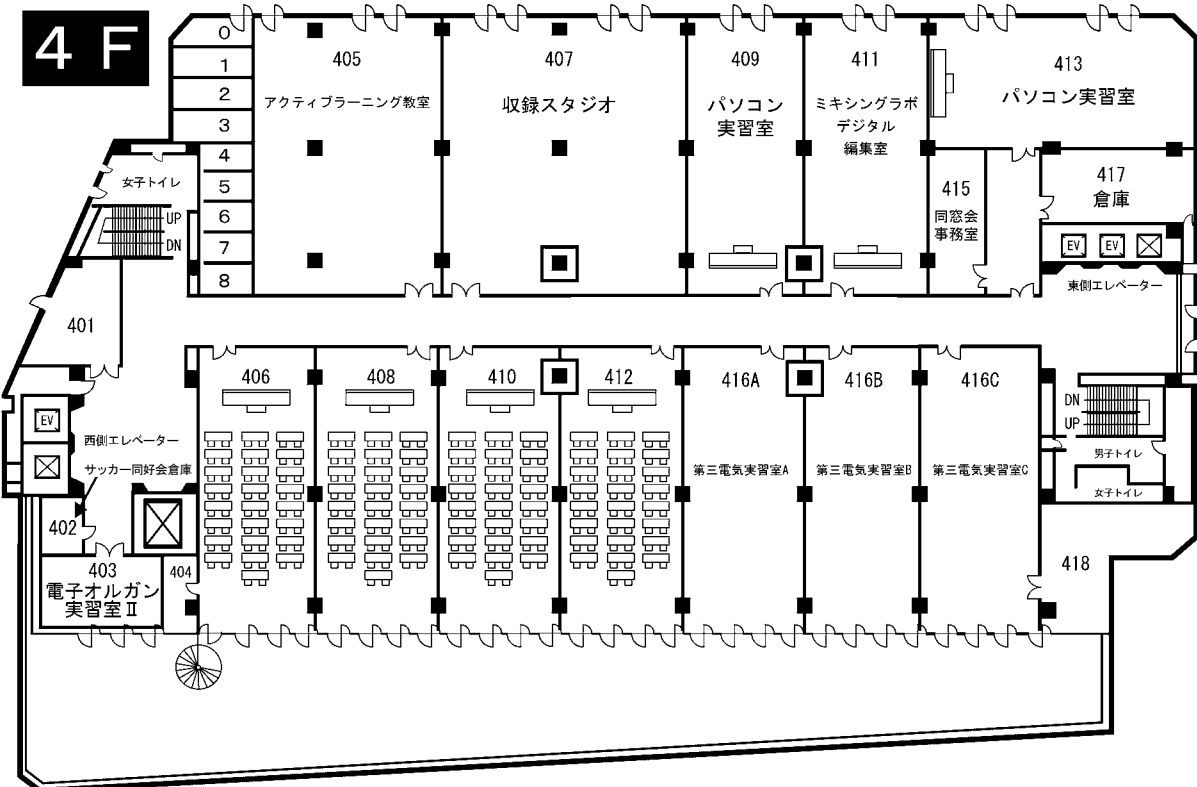 4F
0
1
2
3
4
5
6
7
8
405
アクティブラーニング教室
407
収録スタジオ
409
パソコン
実習室
411
ミキシングラボ
デジタル
編集室
413
パソコン実習室
415
同窓会
事務室
417
倉庫
EV
EV
東側エレベーター
女子トイレ
UP
DN
401
EV
西側エレベーター
サッカー同好会倉庫
402
403
電子オルガン
実習室Ⅱ
404
406
408
410
412
416A
第三電気実習室A
416B
第三電気実習室B
416C
第三電気実習室C
DN
UP
男子トイレ
女子トイレ
418